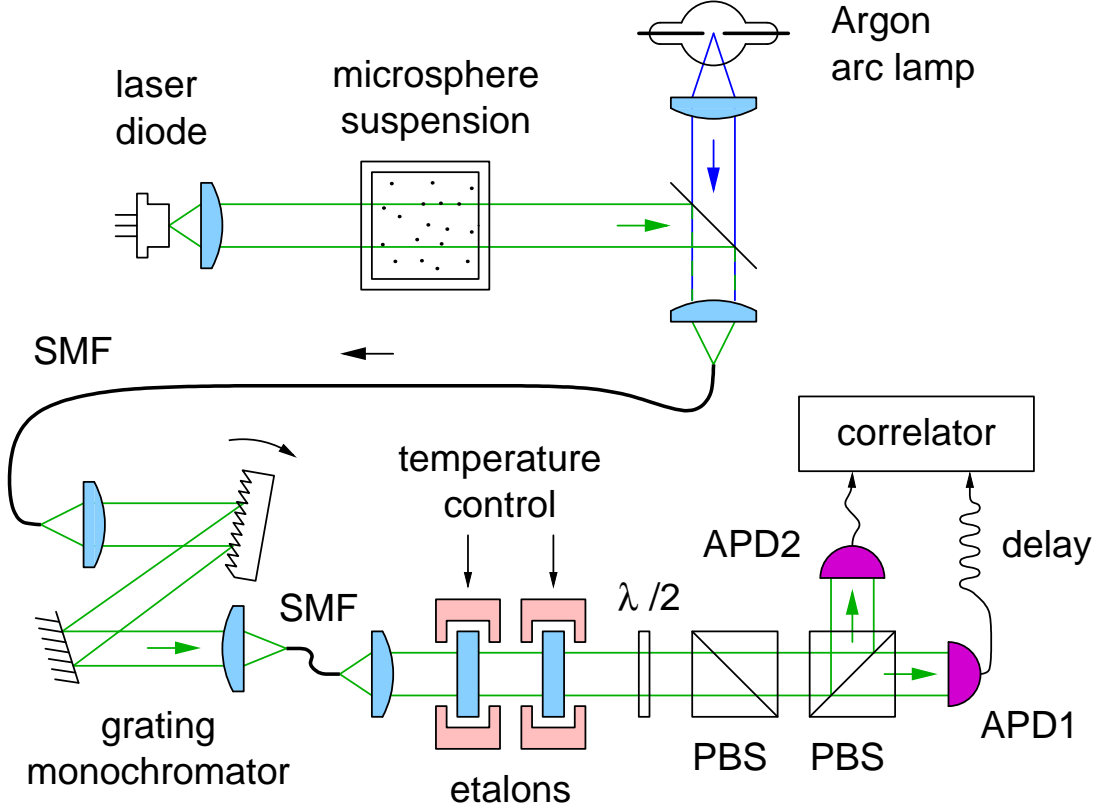 Argon
arc lamp
laser
diode
microsphere
suspension
SMF
correlator
temperature
control
APD2
delay
SMF
λ /2
APD1
grating
monochromator
PBS
PBS
etalons